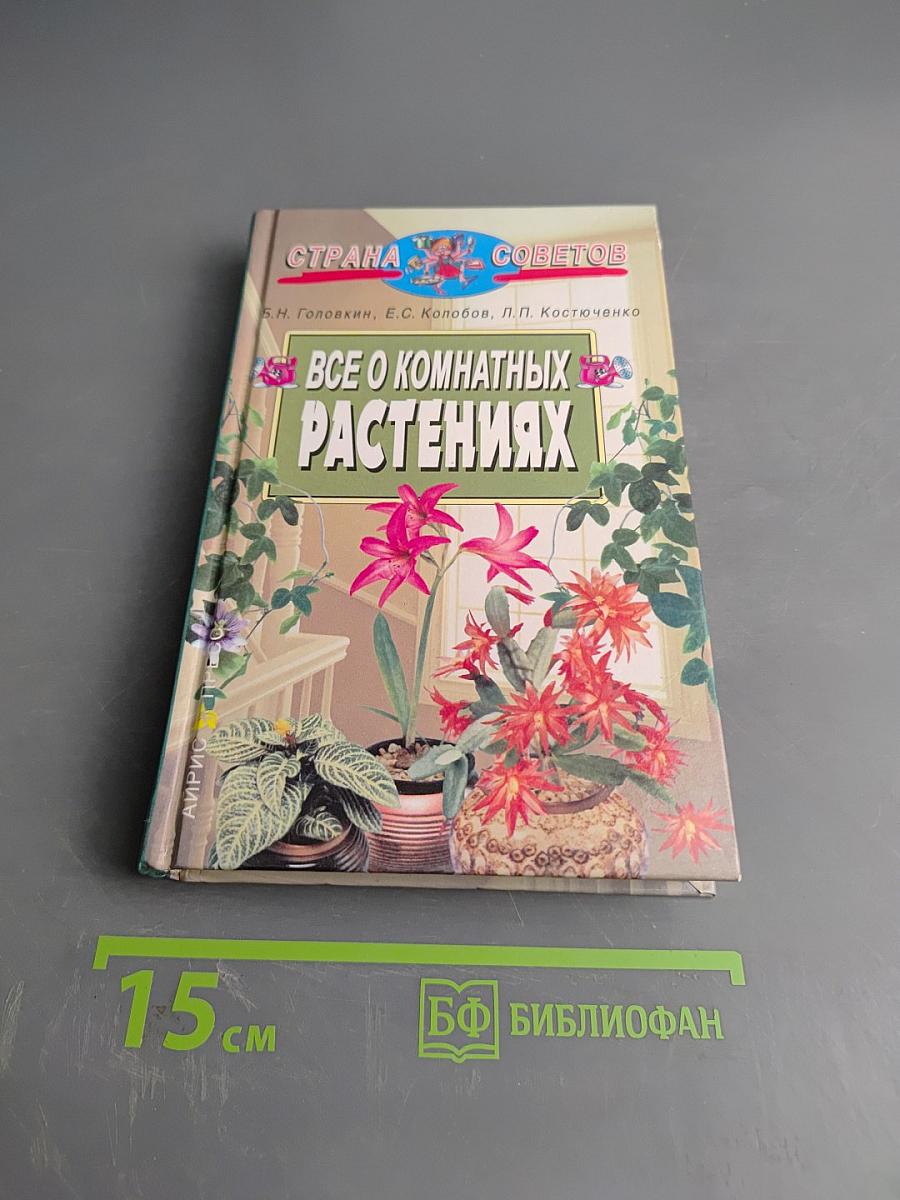 СТРАНА СОВЕТОВ
Б.Н. Головкин, Е.С. Колобов, Л.П. Костюченко
ВСЕ О КОМНАТНЫХ
РАСТЕНИЯХ
АЙРИС
15 см
БФ БИБЛИОФАН